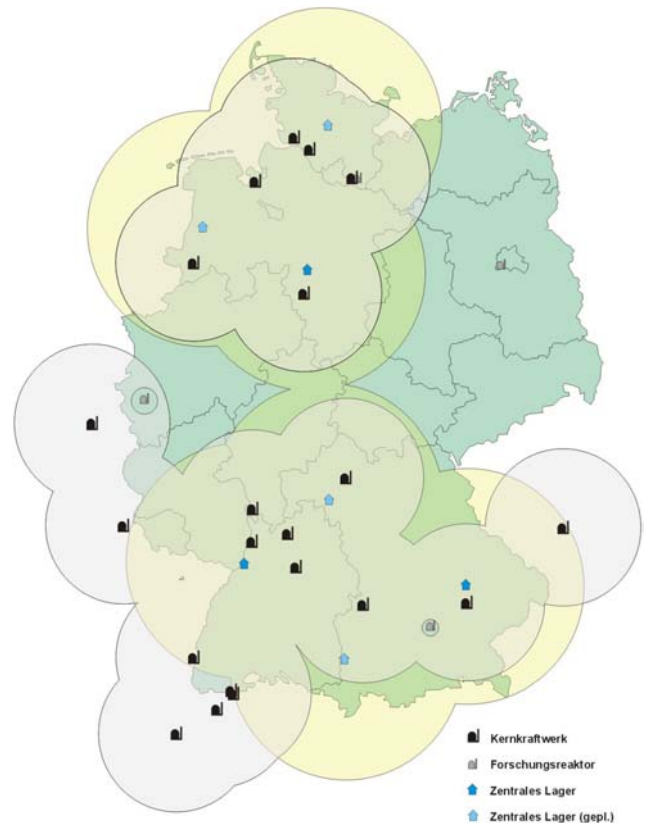 Kernkraftwerk
Forschungsreaktor
Zentrales Lager
Zentrales Lager (gepl.)